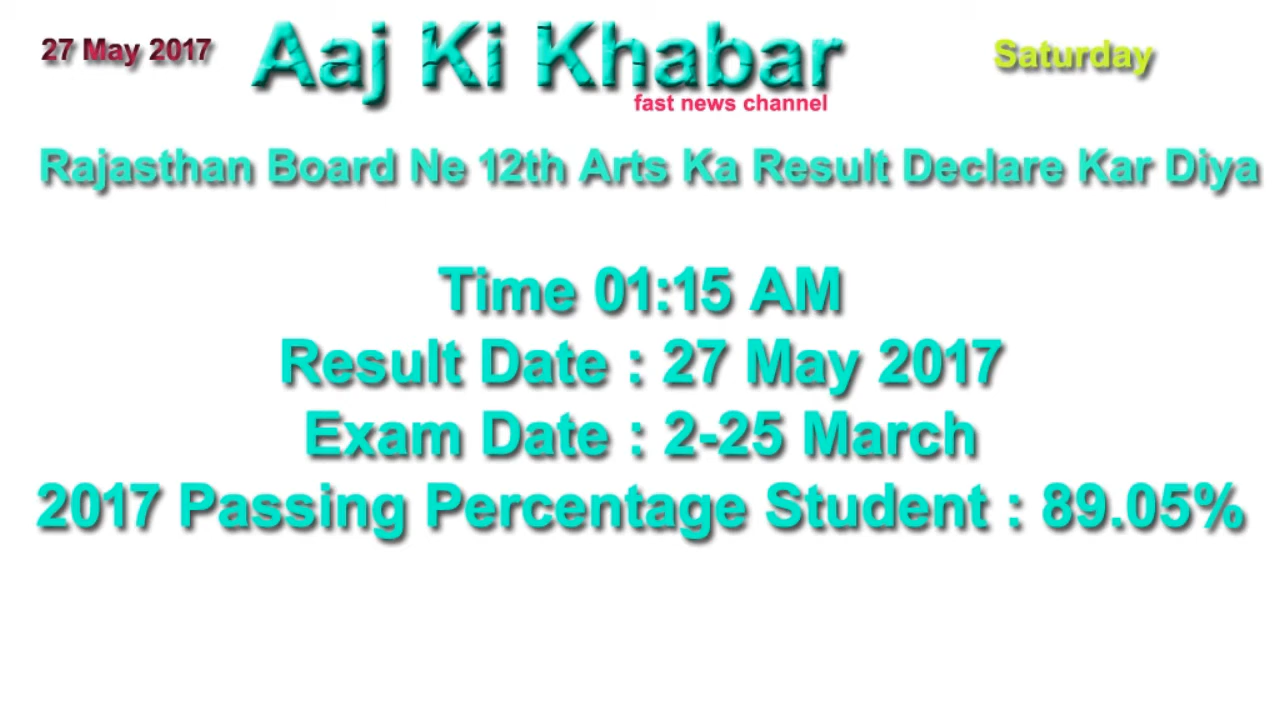 27 May 2017 Aaj Ki Khabar Saturday
fast news channel
Rajasthan Board Ne 12th Arts Ka Result Declare Kar Diya
Time 01:15 AM
Result Date : 27 May 2017
Exam Date : 2-25 March
2017 Passing Percentage Student : 89.05%